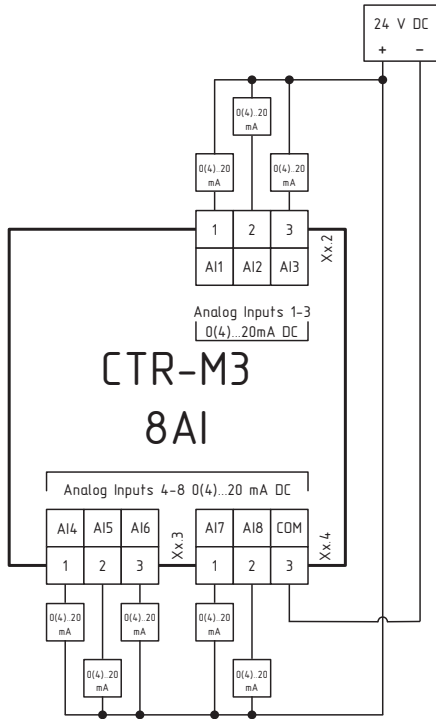 24 V DC
+ -
0(4)..20
mA
0(4)..20
mA
0(4)..20
mA
1 2 3
AI1 AI2 AI3
Xx.2
Analog Inputs 1-3
0(4)...20mA DC
CTR-M3
8AI
Analog Inputs 4-8 0(4)...20 mA DC
AI4 AI5 AI6
Xx.3
AI7 AI8 COM
Xx.4
1 2 3
1 2 3
0(4)..20
mA
0(4)..20
mA
0(4)..20
mA
0(4)..20
mA
0(4)..20
mA